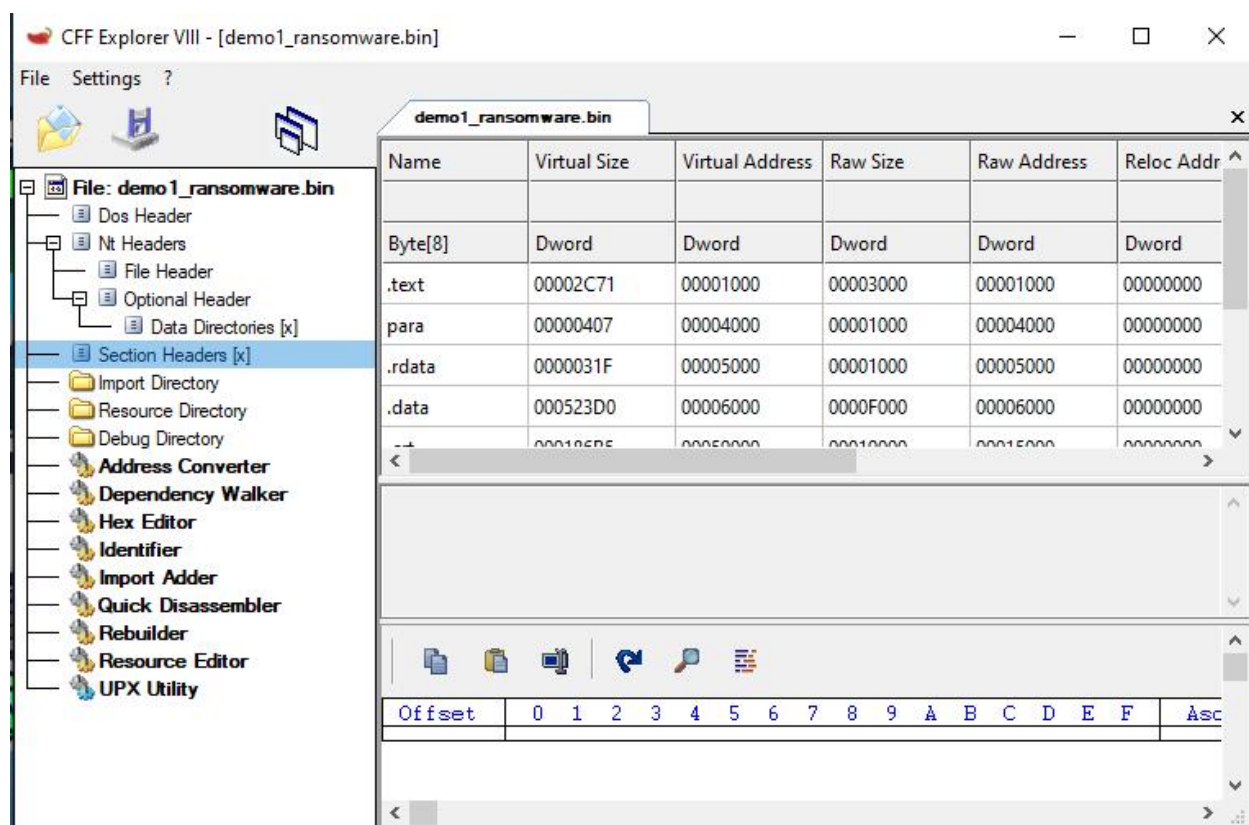 CFF Explorer VIII - [demo1_ransomware.bin]
File Settings ?
demo1_ransomware.bin
File: demo1_ransomware.bin
Dos Header
Nt Headers
File Header
Optional Header
Data Directories [x]
Section Headers [x]
Import Directory
Resource Directory
Debug Directory
Address Converter
Dependency Walker
Hex Editor
Identifier
Import Adder
Quick Disassembler
Rebuilder
Resource Editor
UPX Utility
Name Virtual Size Virtual Address Raw Size Raw Address Reloc Addr
Byte[8] Dword Dword Dword Dword Dword
.text 00002C71 00001000 00003000 00001000 00000000
para 00000407 00004000 00001000 00004000 00000000
.rdata 0000031F 00005000 00001000 00005000 00000000
.data 000523D0 00006000 0000F000 00006000 00000000
Offset 0 1 2 3 4 5 6 7 8 9 A B C D E F Asc